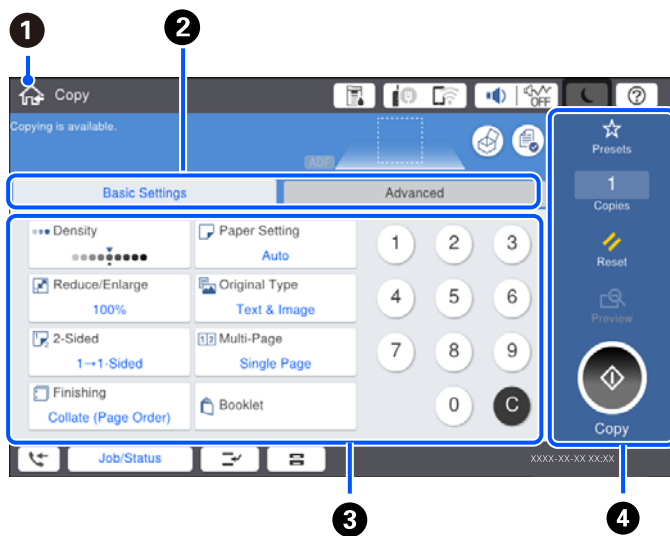 1
2
Copy
OFF
Copying is available.
ADF
Presets
1
Copies
Basic Settings
Advanced
Reset
Density
Paper Setting
Auto
1
2
3
Reduce/Enlarge
100%
Original Type
Text & Image
4
5
6
Preview
2-Sided
1→1-Sided
Multi-Page
Single Page
7
8
9
Finishing
Collate (Page Order)
Booklet
0
C
Copy
Job/Status
XXXX-XX-XX XX:XX
3
4